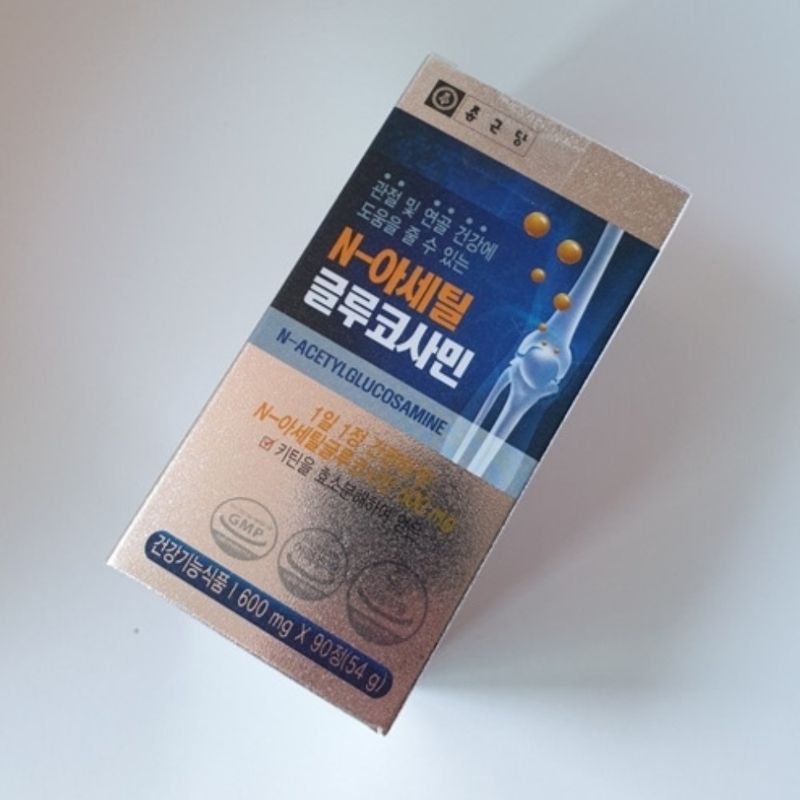 종근당
관절 및 연골 건강에
도움을 줄 수 있는
N-아세틸
글루코사민
N-ACETYLGLUCOSAMINE
1일 1정
N-아세틸글루코사민 mg
키틴을 효소분해하여 얻은
GMP
건강기능식품 | 600 mg X 90정(54 g)